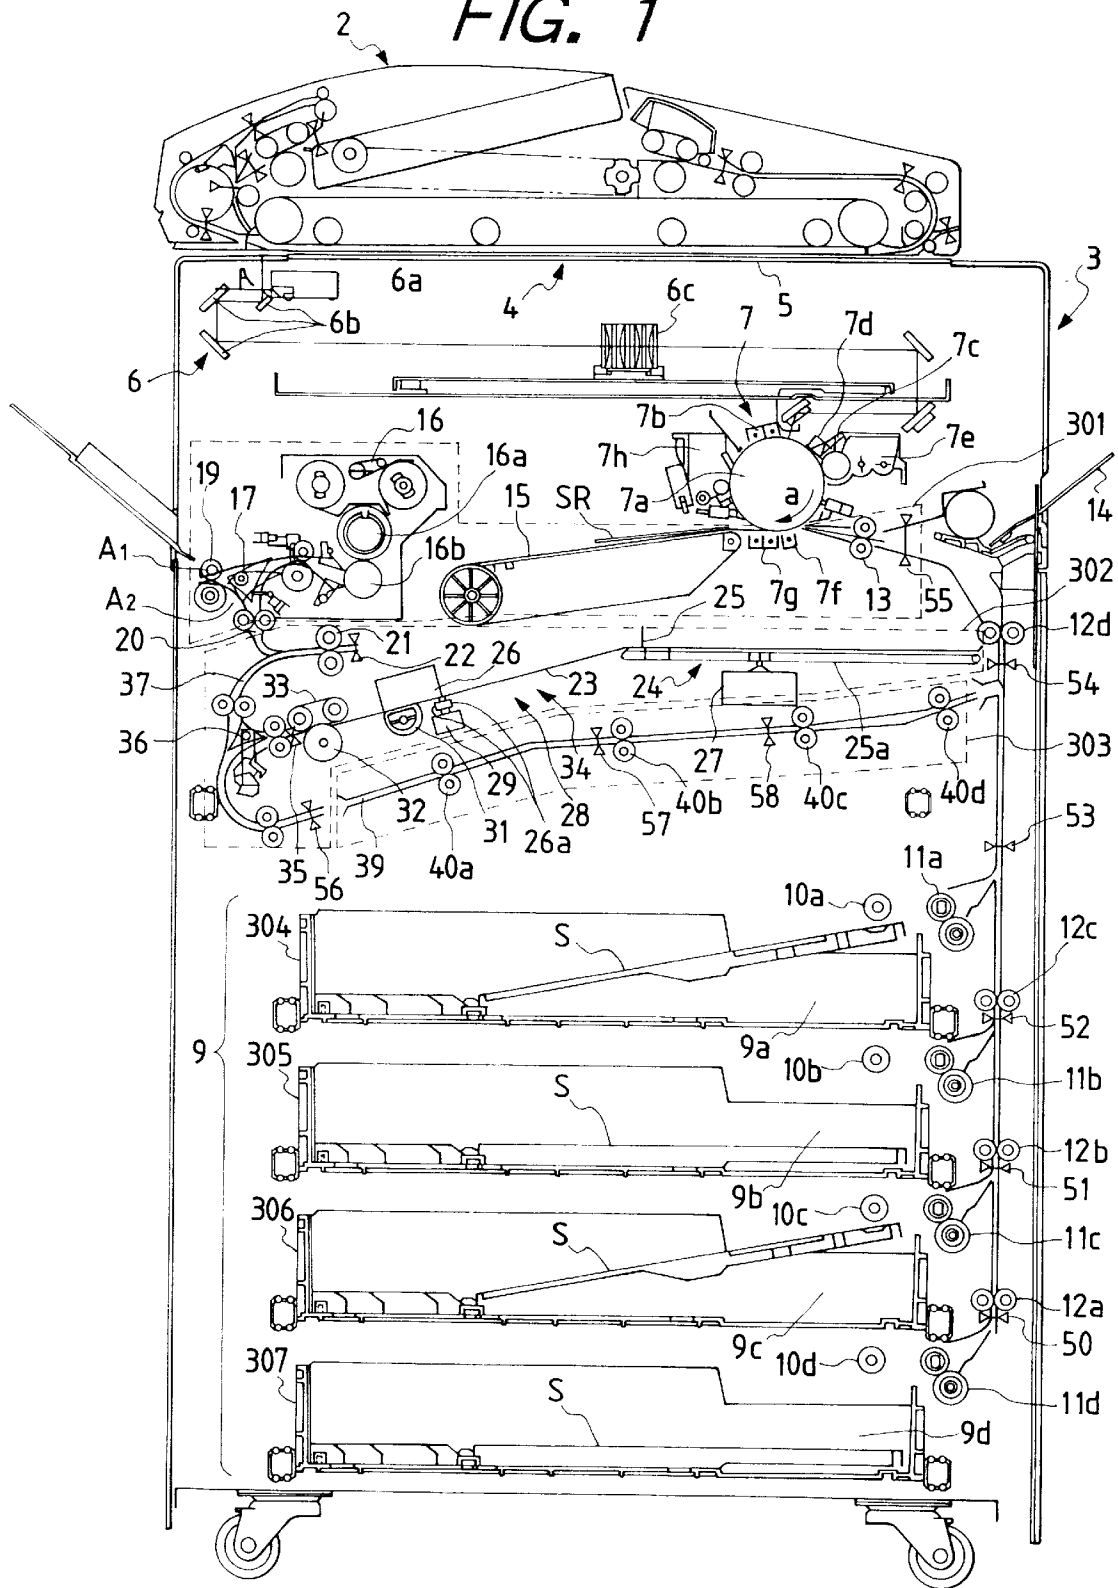 FIG. 1
2
3
A
6a
4
5
6b
6c
7
7d
7c
6
7b
7h
7e
301
16
16a
19
17
SR
15
7a
a
14
A1
16b
A2
7g
7f
13
55
302
25
12d
20
21
22
26
23
24
54
37
33
36
34
27
25a
303
29
58
28
40b
40c
40d
32
31
57
53
35
39
40a
26a
56
11a
10a
304
S
12c
9
9a
52
305
10b
11b
S
12b
9b
51
306
10c
11c
S
12a
9c
50
307
10d
11d
S
9d